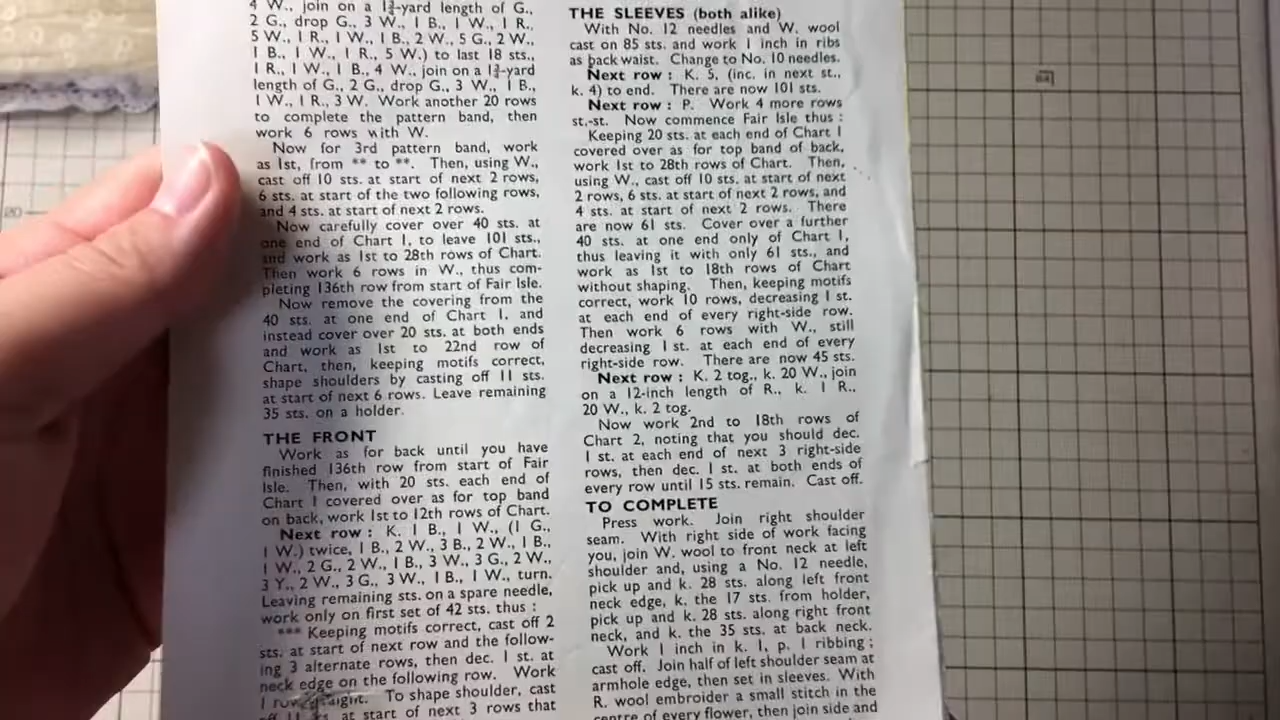 4 W., join on a 1¾-yard length of G.,
2 G., drop G., 3 W., 1 B., 1 W., 1 R.,
5 W., 1 R., 1 W., 1 B., 2 W., 5 G., 2 W.,
1 B., 1 W., 1 R., 5 W.) to last 18 sts.,
1 R., 1 W., 1 B., 4 W., join on a 1¾-yard
length of G., 2 G., drop G., 3 W., 1 B.,
1 W., 1 R., 3 W. Work another 20 rows
to complete the pattern band, then
work 6 rows with W.
Now for 3rd pattern band, work
as 1st, from ** to **. Then, using W.,
cast off 10 sts. at start of next 2 rows,
6 sts. at start of the two following rows,
and 4 sts. at start of next 2 rows.
Now carefully cover over 40 sts. at
one end of Chart 1, to leave 101 sts.,
and work as 1st to 28th rows of Chart.
Then work 6 rows in W., thus com-
pleting 136th row from start of Fair Isle.
Now remove the covering from the
40 sts. at one end of Chart 1, and
instead cover over 20 sts. at both ends
and work as 1st to 22nd row of
Chart, then, keeping motifs correct,
shape shoulders by casting off 11 sts.
at start of next 6 rows. Leave remaining
35 sts. on a holder.
THE FRONT
Work as for back until you have
finished 136th row from start of Fair
Isle. Then, with 20 sts. each end of
Chart 1 covered over as for top band
on back, work 1st to 12th rows of Chart.
Next row : K. 1 B., 1 W., (1 G.,
1 W.) twice, 1 B., 2 W., 3 B., 2 W., 1 B.,
1 W., 2 G., 2 W., 1 B., 3 W., 3 G., 2 W.,
3 Y., 2 W., 3 G., 3 W., 1 B., 1 W., turn.
Leaving remaining sts. on a spare needle,
work only on first set of 42 sts. thus :
*** Keeping motifs correct, cast off 2
sts. at start of next row and the follow-
ing 3 alternate rows, then dec. 1 st. at
neck edge on the following row. Work
1 row straight. To shape shoulder, cast
off 11 sts. at start of next 3 rows that
THE SLEEVES (both alike)
With No. 12 needles and W. wool
cast on 85 sts. and work 1 inch in ribs
as back waist. Change to No. 10 needles.
Next row : K. 5, (inc. in next st.,
k. 4) to end. There are now 101 sts.
Next row : P. Work 4 more rows
st.-st. Now commence Fair Isle thus :
Keeping 20 sts. at each end of Chart 1
covered over as for top band of back,
work 1st to 28th rows of Chart. Then,
using W., cast off 10 sts. at start of next
2 rows, 6 sts. at start of next 2 rows, and
4 sts. at start of next 2 rows. There
are now 61 sts. Cover over a further
40 sts. at one end only of Chart 1,
thus leaving it with only 61 sts., and
work as 1st to 18th rows of Chart
without shaping. Then, keeping motifs
correct, work 10 rows, decreasing 1 st.
at each end of every right-side row.
Then work 6 rows with W., still
decreasing 1 st. at each end of every
right-side row. There are now 45 sts.
Next row : K. 2 tog., k. 20 W., join
on a 12-inch length of R., k. 1 R.,
20 W., k. 2 tog.
Now work 2nd to 18th rows of
Chart 2, noting that you should dec.
1 st. at each end of next 3 right-side
rows, then dec. 1 st. at both ends of
every row until 15 sts. remain. Cast off.
TO COMPLETE
Press work. Join right shoulder
seam. With right side of work facing
you, join W. wool to front neck at left
shoulder and, using a No. 12 needle,
pick up and k. 28 sts. along left front
neck edge, k. the 17 sts. from holder,
pick up and k. 28 sts. along right front
neck, and k. the 35 sts. at back neck.
Work 1 inch in k. 1, p. 1 ribbing ;
cast off. Join half of left shoulder seam at
armhole edge, then set in sleeves. With
R. wool embroider a small stitch in the
centre of every flower, then join side and